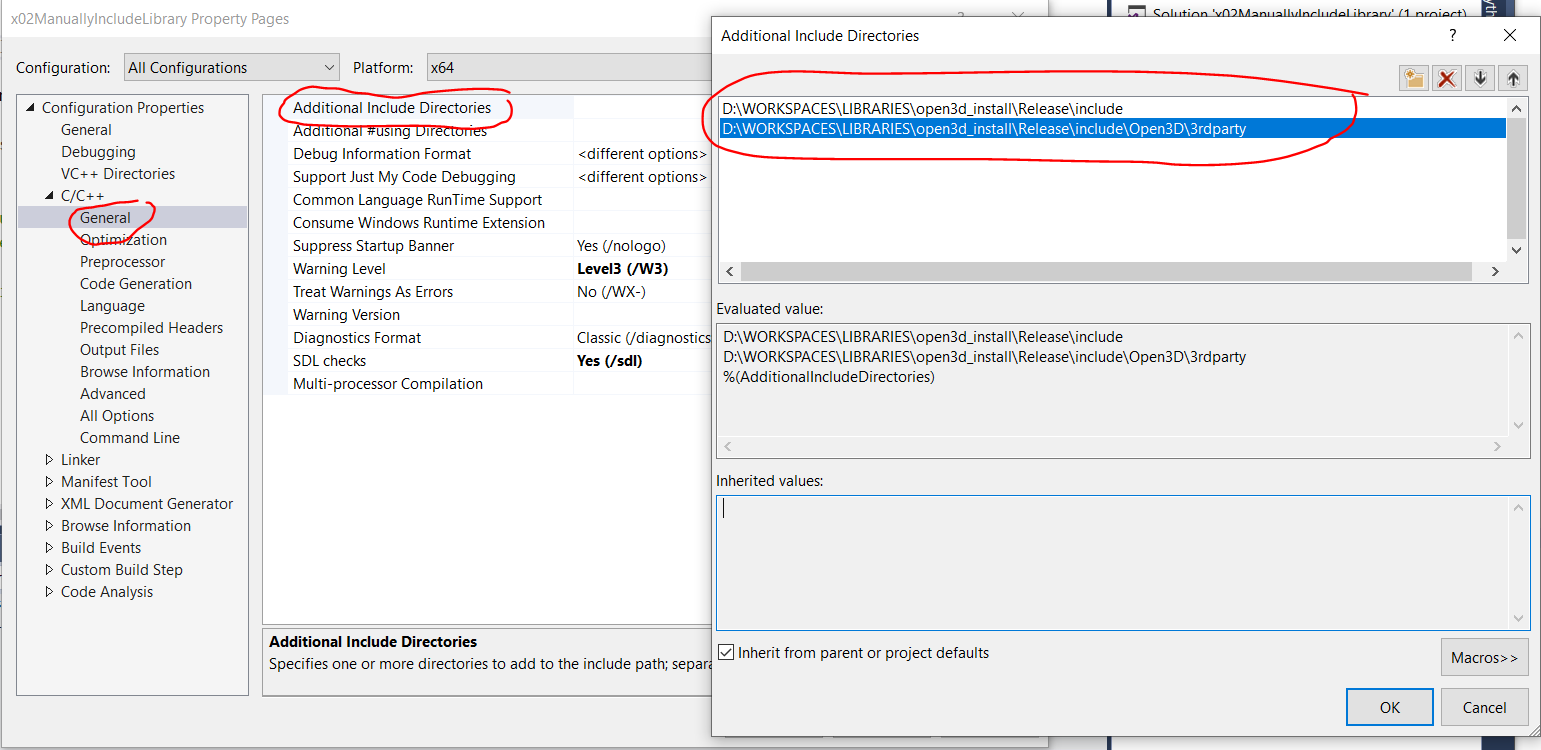 x02ManuallyIncludeLibrary Property Pages
Configuration:
All Configurations
Platform:
x64
Configuration Properties
General
Debugging
VC++ Directories
C/C++
General
Optimization
Preprocessor
Code Generation
Language
Precompiled Headers
Output Files
Browse Information
Advanced
All Options
Command Line
Linker
Manifest Tool
XML Document Generator
Browse Information
Build Events
Custom Build Step
Code Analysis
Additional Include Directories
Additional #using Directories
Debug Information Format <different options>
Support Just My Code Debugging <different options>
Common Language RunTime Support
Consume Windows Runtime Extension
Suppress Startup Banner Yes (/nologo)
Warning Level Level3 (/W3)
Treat Warnings As Errors No (/WX-)
Warning Version
Diagnostics Format Classic (/diagnostics
SDL checks Yes (/sdl)
Multi-processor Compilation
Additional Include Directories
Specifies one or more directories to add to the include path; separa
Solution 'x02ManuallyIncludeLibrary' (1 project)
Additional Include Directories
?
D:\WORKSPACES\LIBRARIES\open3d_install\Release\include
D:\WORKSPACES\LIBRARIES\open3d_install\Release\include\Open3D\3rdparty
Evaluated value:
D:\WORKSPACES\LIBRARIES\open3d_install\Release\include
D:\WORKSPACES\LIBRARIES\open3d_install\Release\include\Open3D\3rdparty
%(AdditionalIncludeDirectories)
Inherited values:
Inherit from parent or project defaults
Macros>>
OK
Cancel